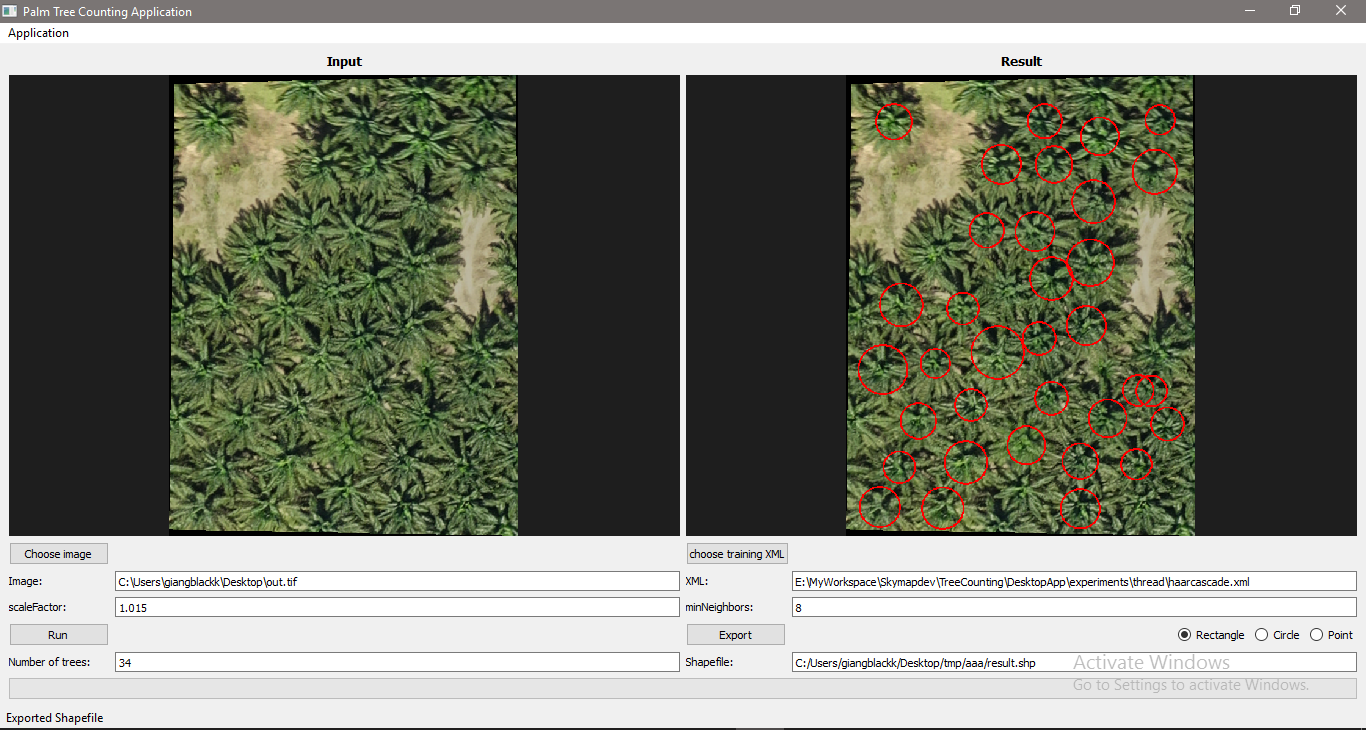 Palm Tree Counting Application
Application
Input
Result
Choose image
choose training XML
Image:
C:\Users\giangblackk\Desktop\out.tif
XML:
E:\MyWorkspace\Skymapdev\TreeCounting\DesktopApp\experiments\thread\haarcascade.xml
scaleFactor:
1.015
minNeighbors:
8
Run
Export
Rectangle
Circle
Point
Number of trees:
34
Shapefile:
C:/Users/giangblackk/Desktop/tmp/aaa/result.shp
Activate Windows
Go to Settings to activate Windows.
Exported Shapefile